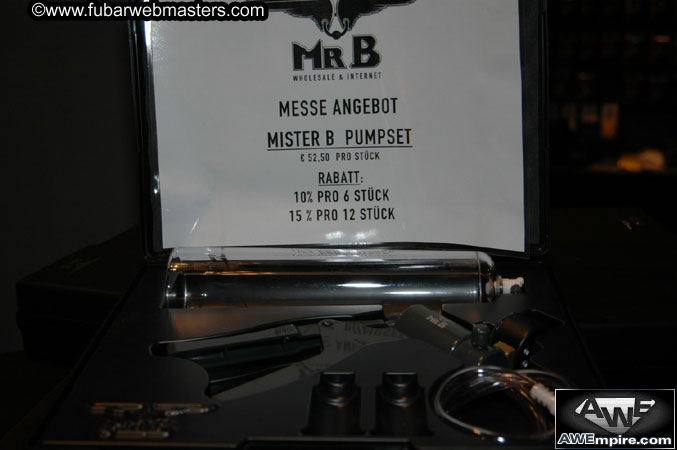 www.fubarwebmasters.com
MR. B
WHOLESALE & INTERNET
MESSE ANGEBOT
MISTER B PUMPSET
€ 52,50 PRO STÜCK
RABATT:
10% PRO 6 STÜCK
15 % PRO 12 STÜCK
AWE
AWEmpire.com